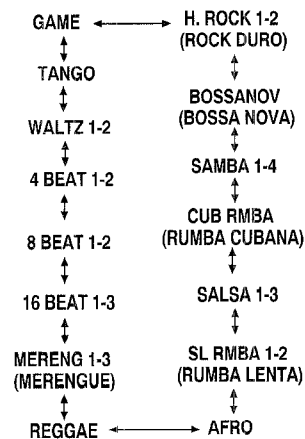 GAME
TANGO
WALTZ 1-2
4 BEAT 1-2
8 BEAT 1-2
16 BEAT 1-3
MERENG 1-3
(MERENGUE)
REGGAE
H. ROCK 1-2
(ROCK DURO)
BOSSANOV
(BOSSA NOVA)
SAMBA 1-4
CUB RMBA
(RUMBA CUBANA)
SALSA 1-3
SL RMBA 1-2
(RUMBA LENTA)
AFRO